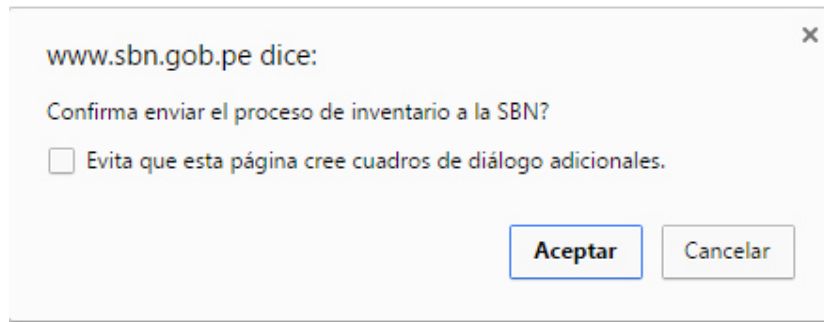 www.sbn.gob.pe dice:
Confirma enviar el proceso de inventario a la SBN?
Evita que esta página cree cuadros de diálogo adicionales.
Aceptar
Cancelar